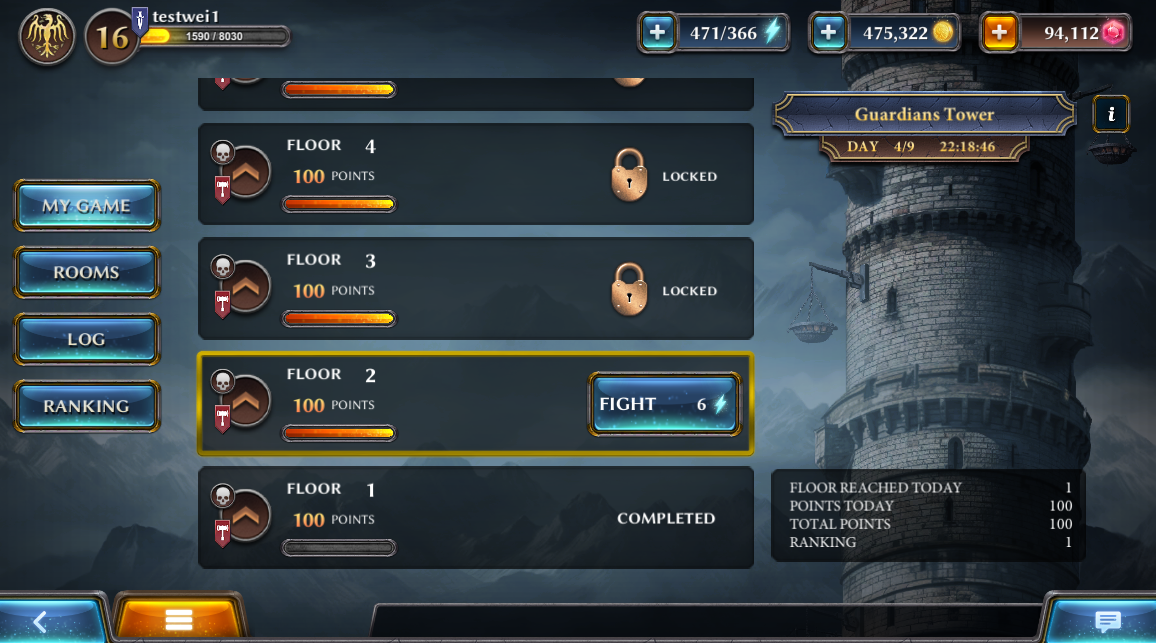 testwei1
16
1590 / 8030
471/366
475,322
94,112
Guardians Tower
i
DAY 4/9 22:18:46
MY GAME
ROOMS
LOG
RANKING
FLOOR 4
100 POINTS
LOCKED
FLOOR 3
100 POINTS
LOCKED
FLOOR 2
100 POINTS
FIGHT 6
FLOOR 1
100 POINTS
COMPLETED
FLOOR REACHED TODAY 1
POINTS TODAY 100
TOTAL POINTS 100
RANKING 1